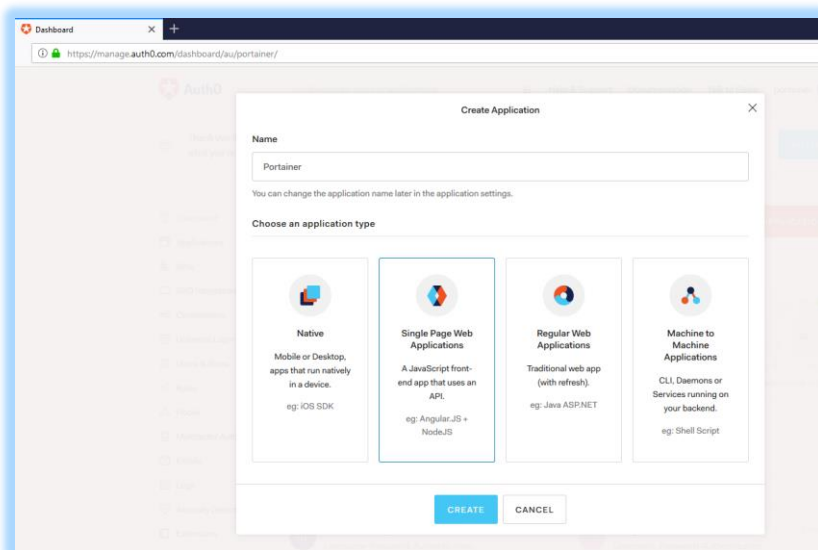 Dashboard
https://manage.auth0.com/dashboard/au/portainer/
Auth0
Create Application
Name
Portainer
You can change the application name later in the application settings.
Choose an application type
Native
Mobile or Desktop,
apps that run natively
in a device.
eg: iOS SDK
Single Page Web
Applications
A JavaScript front-
end app that uses an
API.
eg: Angular.JS +
NodeJS
Regular Web
Applications
Traditional web app
(with refresh).
eg: Java ASP.NET
Machine to
Machine
Applications
CLI, Daemons or
Services running on
your backend.
eg: Shell Script
CREATE
CANCEL